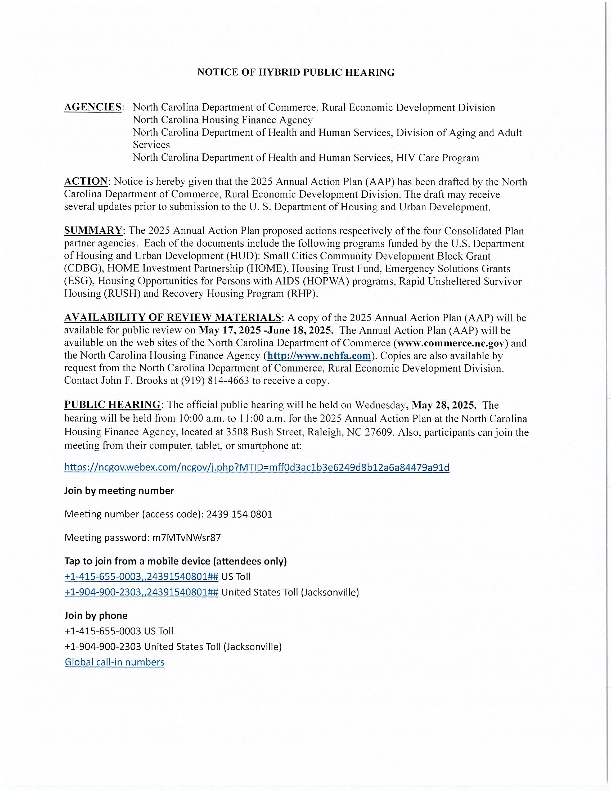 NOTICE OF HYBRID PUBLIC HEARING
AGENCIES: North Carolina Department of Commerce, Rural Economic Development Division
North Carolina Housing Finance Agency
North Carolina Department of Health and Human Services, Division of Aging and Adult
Services
North Carolina Department of Health and Human Services, HIV Care Program
ACTION: Notice is hereby given that the 2025 Annual Action Plan (AAP) has been drafted by the North
Carolina Department of Commerce, Rural Economic Development Division. The draft may receive
several updates prior to submission to the U. S. Department of Housing and Urban Development.
SUMMARY: The 2025 Annual Action Plan proposed actions respectively of the four Consolidated Plan
partner agencies. Each of the documents include the following programs funded by the U.S. Department
of Housing and Urban Development (HUD): Small Cities Community Development Block Grant
(CDBG), HOME Investment Partnership (HOME), Housing Trust Fund, Emergency Solutions Grants
(ESG), Housing Opportunities for Persons with AIDS (HOPWA) programs, Rapid Unsheltered Survivor
Housing (RUSH) and Recovery Housing Program (RHP).
AVAILABILITY OF REVIEW MATERIALS: A copy of the 2025 Annual Action Plan (AAP) will be
available for public review on May 17, 2025 -June 18, 2025. The Annual Action Plan (AAP) will be
available on the web sites of the North Carolina Department of Commerce (www.commerce.nc.gov) and
the North Carolina Housing Finance Agency (http://www.nchfa.com). Copies are also available by
request from the North Carolina Department of Commerce, Rural Economic Development Division.
Contact John F. Brooks at (919) 814-4663 to receive a copy.
PUBLIC HEARING: The official public hearing will be held on Wednesday, May 28, 2025. The
hearing will be held from 10:00 a.m. to 11:00 a.m. for the 2025 Annual Action Plan at the North Carolina
Housing Finance Agency, located at 3508 Bush Street, Raleigh, NC 27609. Also, participants can join the
meeting from their computer, tablet, or smartphone at:
https://ncgov.webex.com/ncgov/j.php?MTID=mff0d3ac1b3e6249d8b12a6a84479a91d
Join by meeting number
Meeting number (access code): 2439 154 0801
Meeting password: m7MTvNWsr87
Tap to join from a mobile device (attendees only)
+1-415-655-0003,,24391540801## US Toll
+1-904-900-2303,,24391540801## United States Toll (Jacksonville)
Join by phone
+1-415-655-0003 US Toll
+1-904-900-2303 United States Toll (Jacksonville)
Global call-in numbers